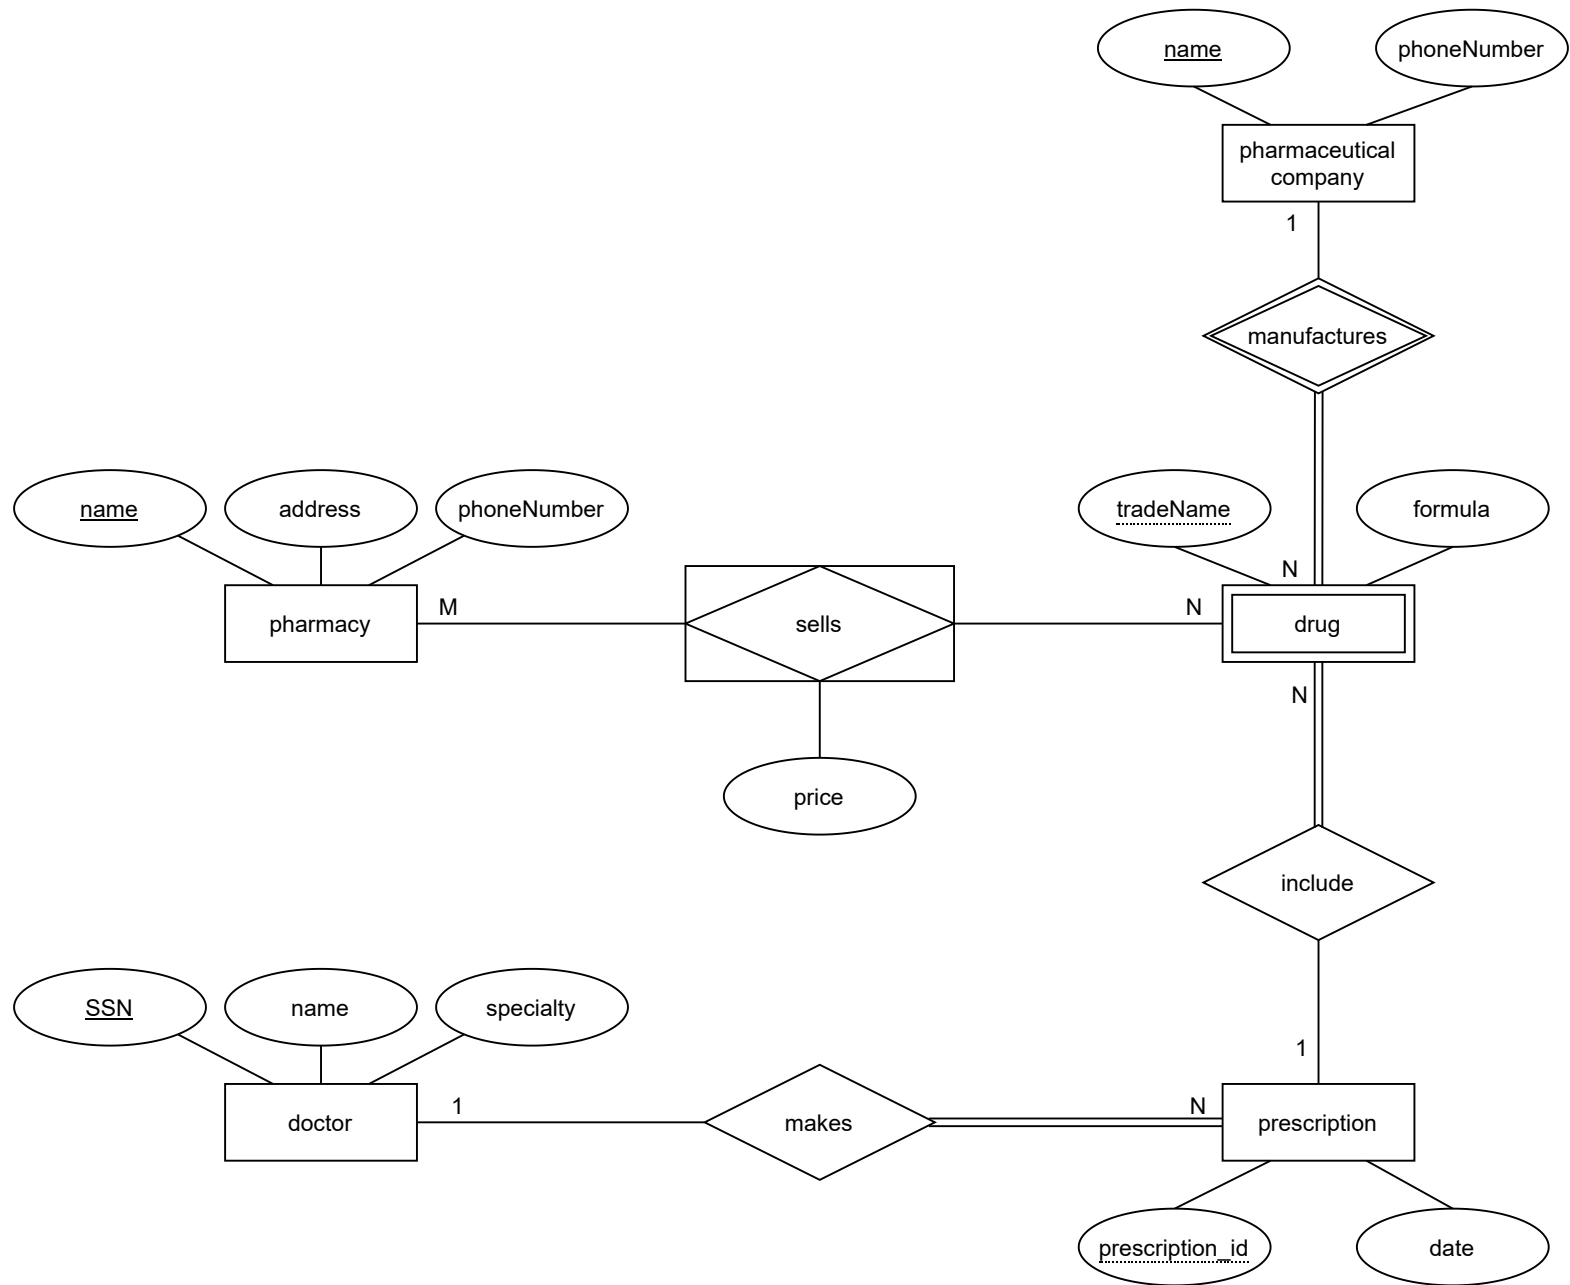 name
phoneNumber
pharmaceutical
company
1
manufactures
name
address
phoneNumber
tradeName
formula
N
pharmacy
M
sells
N
drug
N
price
include
SSN
name
specialty
1
doctor
1
makes
N
prescription
prescription_id
date